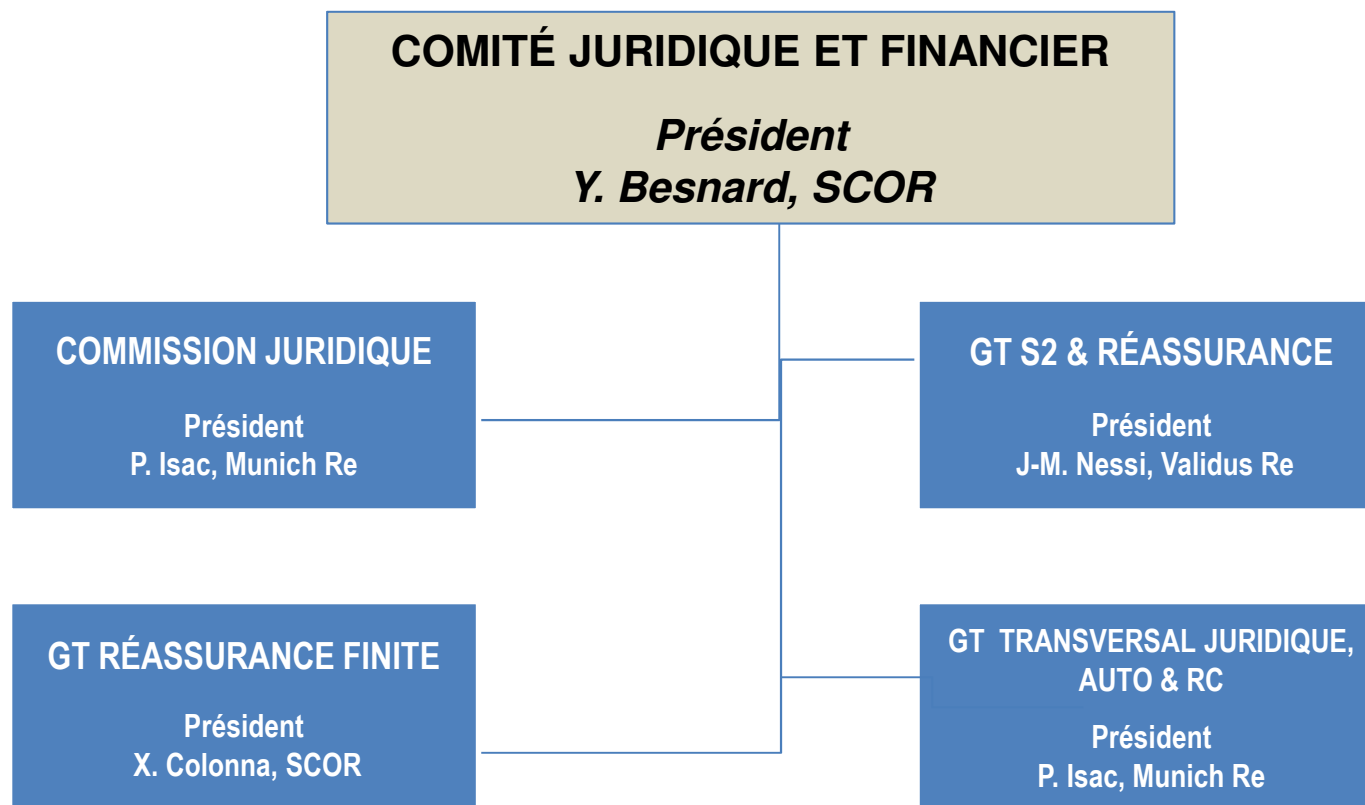 COMITÉ JURIDIQUE ET FINANCIER
Président
Y. Besnard, SCOR
COMMISSION JURIDIQUE
Président
P. Isac, Munich Re
GT S2 & RÉASSURANCE
Président
J-M. Nessi, Validus Re
GT RÉASSURANCE FINITE
Président
X. Colonna, SCOR
GT TRANSVERSAL JURIDIQUE,
AUTO & RC
Président
P. Isac, Munich Re